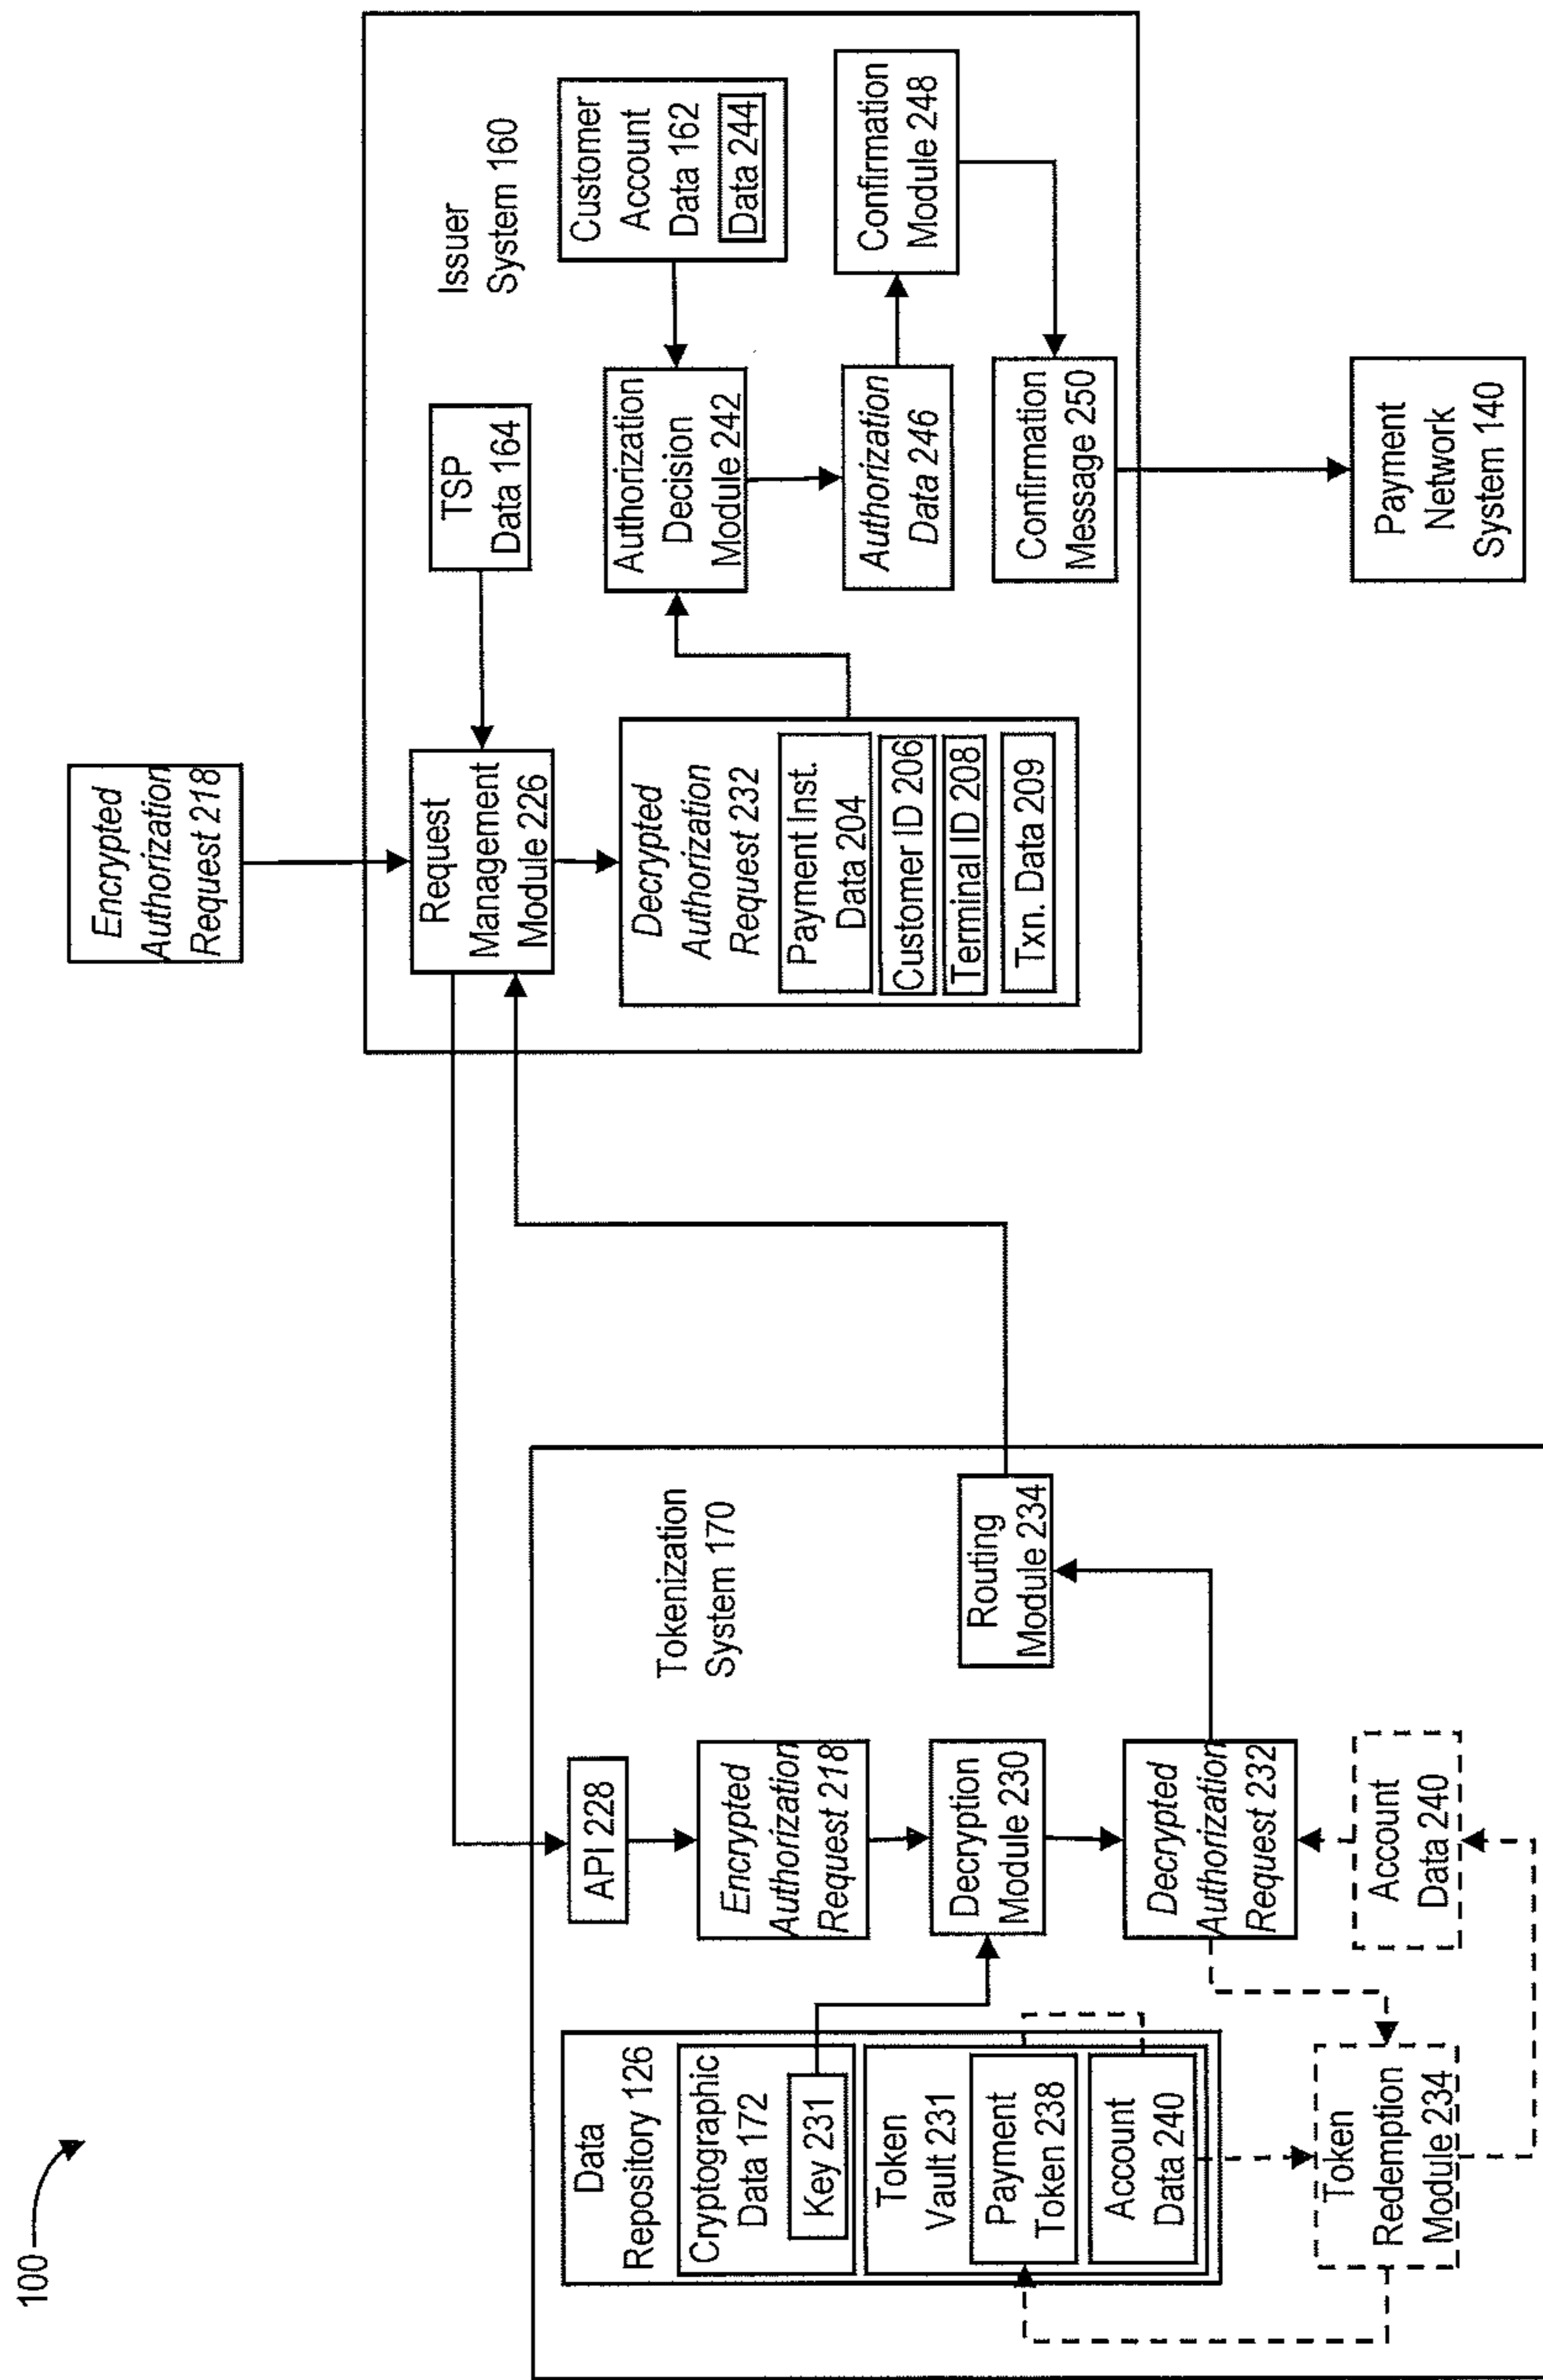 100
Encrypted
Authorization
Request 218
Issuer
System 160
Request
Management
Module 226
TSP
Data 164
Customer
Account
Data 162
Data 244
Decrypted
Authorization
Request 232
Payment Inst.
Data 204
Customer ID 206
Terminal ID 208
Txn. Data 209
Authorization
Decision
Module 242
Authorization
Data 246
Confirmation
Module 248
Confirmation
Message 250
Payment
Network
System 140
Tokenization
System 170
Data
Repository 126
Cryptographic
Data 172
Key 231
Token
Vault 231
Payment
Token 238
Account
Data 240
API 228
Encrypted
Authorization
Request 218
Decryption
Module 230
Decrypted
Authorization
Request 232
Routing
Module 234
Token
Redemption
Module 234
Account
Data 240